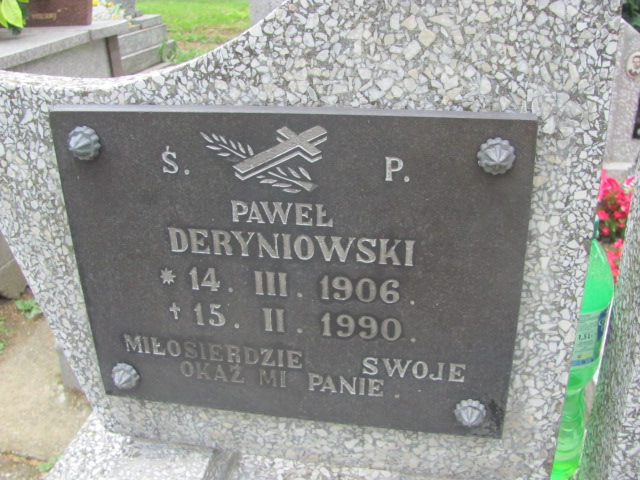 Ś. P.
PAWEŁ
DERYNIOWSKI
* 14. III. 1906.
† 15. II. 1990.
MIŁOSIERDZIE SWOJE
OKAŻ MI PANIE.